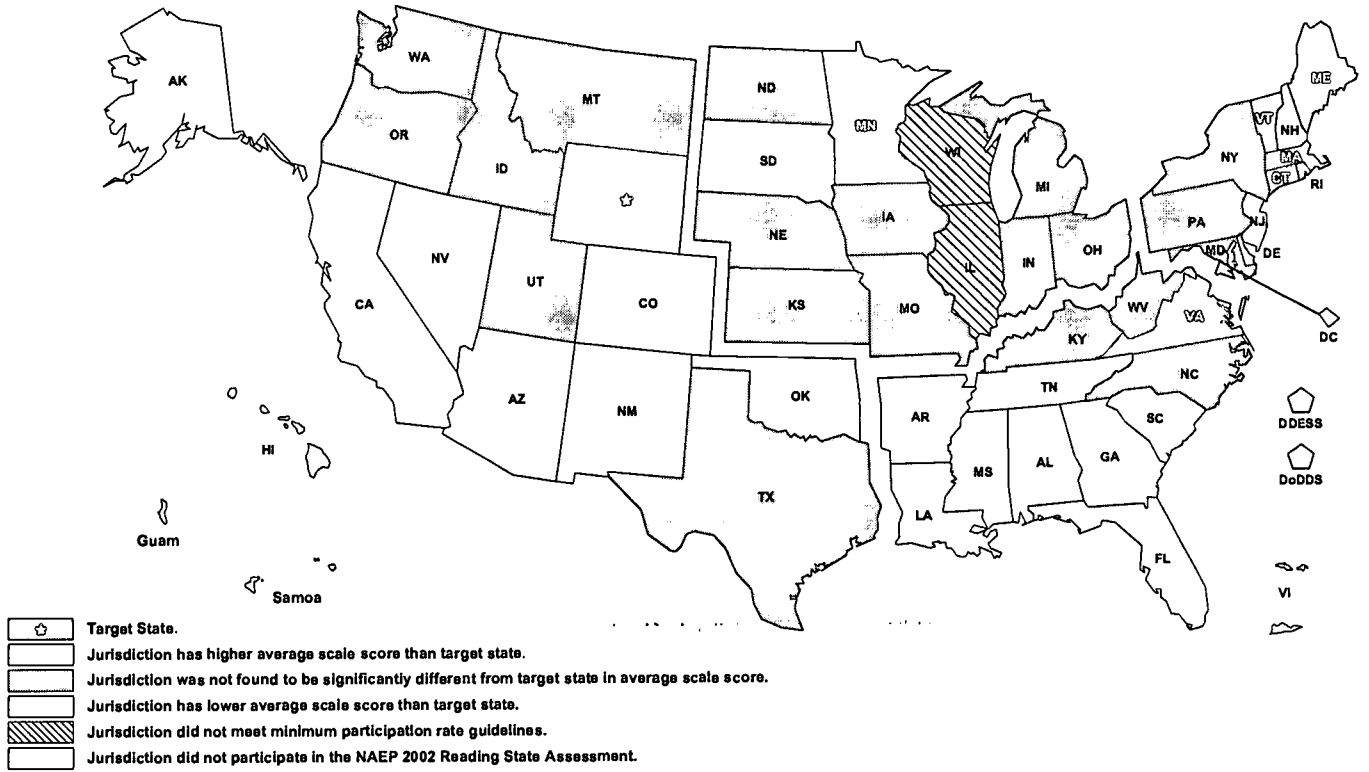 AK
WA
OR
CA
ID
NV
MT
UT
AZ
CO
NM
ND
SD
NE
KS
OK
TX
MN
IA
MO
AR
LA
WI
IL
MI
IN
OH
KY
TN
MS
AL
GA
FL
SC
NC
VA
WV
PA
NY
VT
NH
ME
MA
CT
RI
NJ
DE
MD
DC
DDESS
DoDDS
VI
HI
Guam
Samoa
Target State.
Jurisdiction has higher average scale score than target state.
Jurisdiction was not found to be significantly different from target state in average scale score.
Jurisdiction has lower average scale score than target state.
Jurisdiction did not meet minimum participation rate guidelines.
Jurisdiction did not participate in the NAEP 2002 Reading State Assessment.